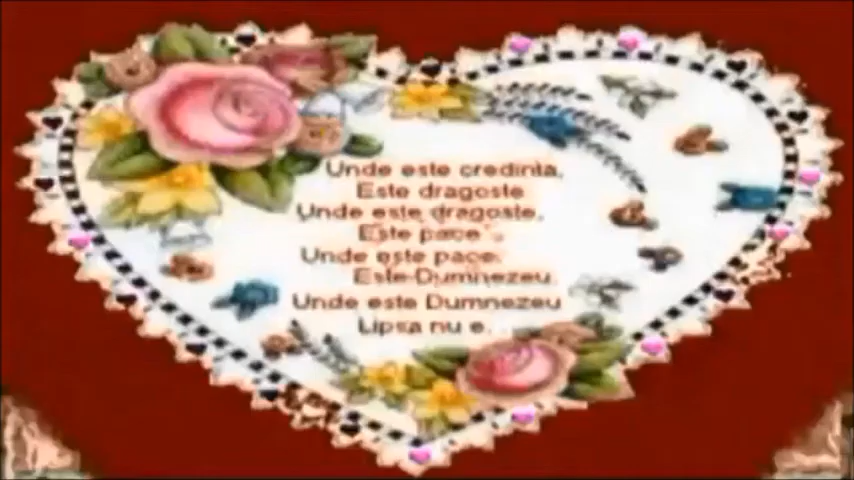 Unde este credinta,
Este dragoste
Unde este dragoste,
Este pace
Unde este pace
Este Dumnezeu
Unde este Dumnezeu
Lipsa nu e.